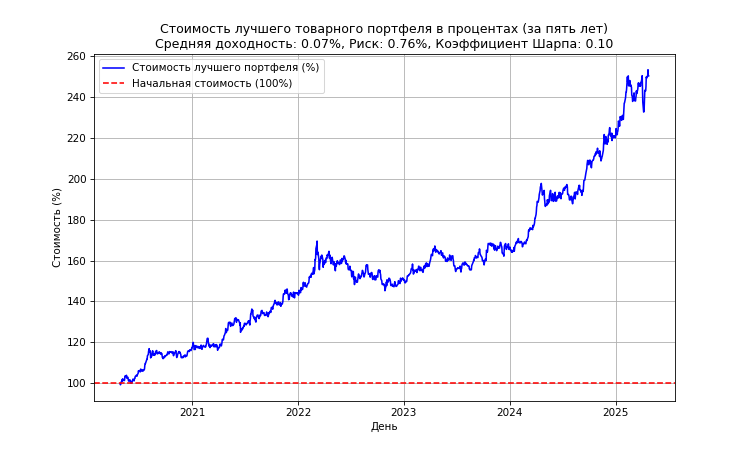 Стоимость лучшего товарного портфеля в процентах (за пять лет)
Средняя доходность: 0.07%, Риск: 0.76%, Коэффициент Шарпа: 0.10
Стоимость лучшего портфеля (%)
Начальная стоимость (100%)
Стоимость (%)
260
240
220
200
180
160
140
120
100
2021
2022
2023
2024
2025
День